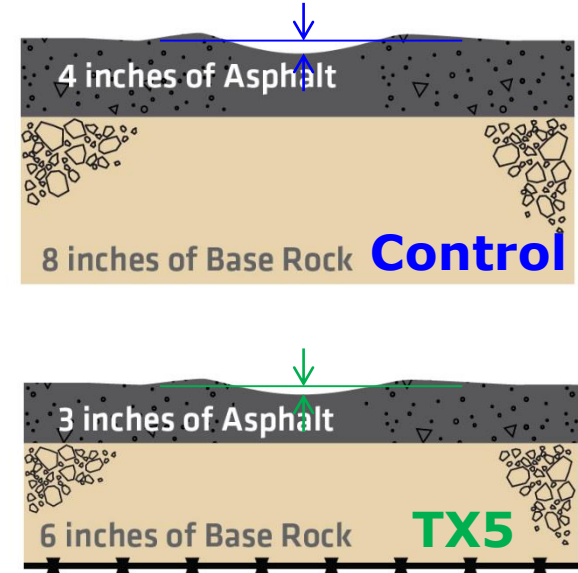 4 inches of Asphalt
8 inches of Base Rock
Control
3 inches of Asphalt
6 inches of Base Rock
TX5